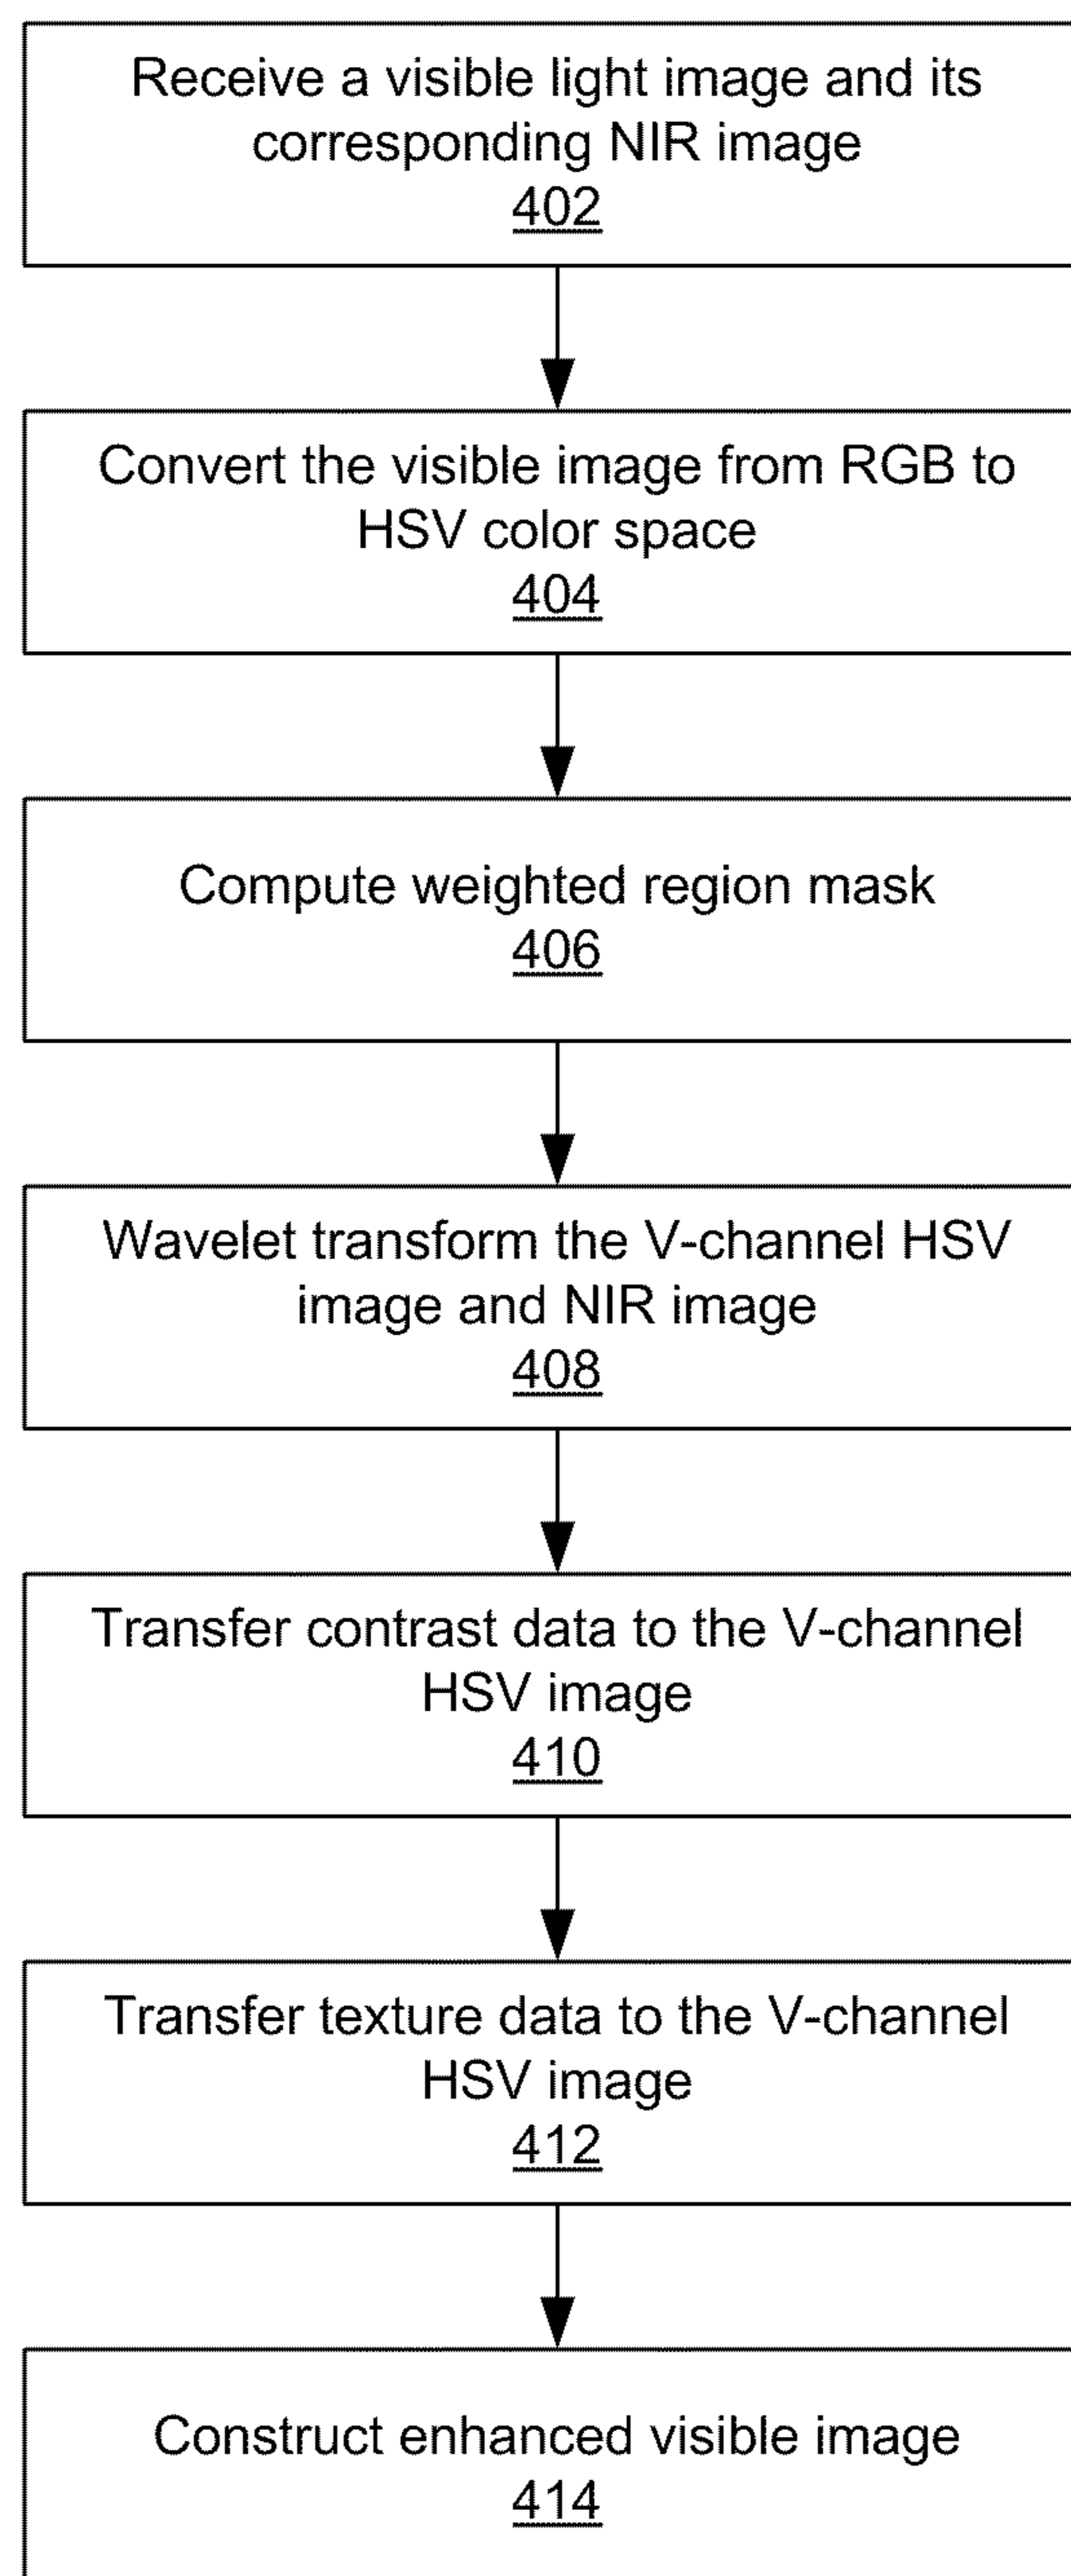 Receive a visible light image and its
corresponding NIR image
402
Convert the visible image from RGB to
HSV color space
404
Compute weighted region mask
406
Wavelet transform the V-channel HSV
image and NIR image
408
Transfer contrast data to the V-channel
HSV image
410
Transfer texture data to the V-channel
HSV image
412
Construct enhanced visible image
414